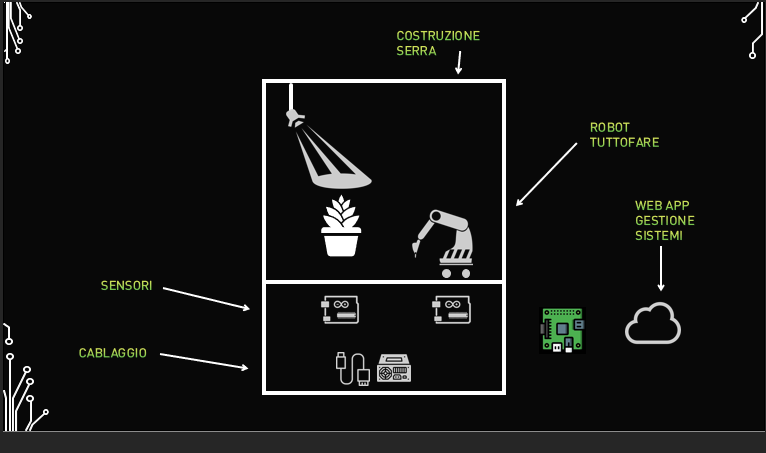 COSTRUZIONE
SERRA
ROBOT
TUTTOFARE
WEB APP
GESTIONE
SISTEMI
SENSORI
CABLAGGIO